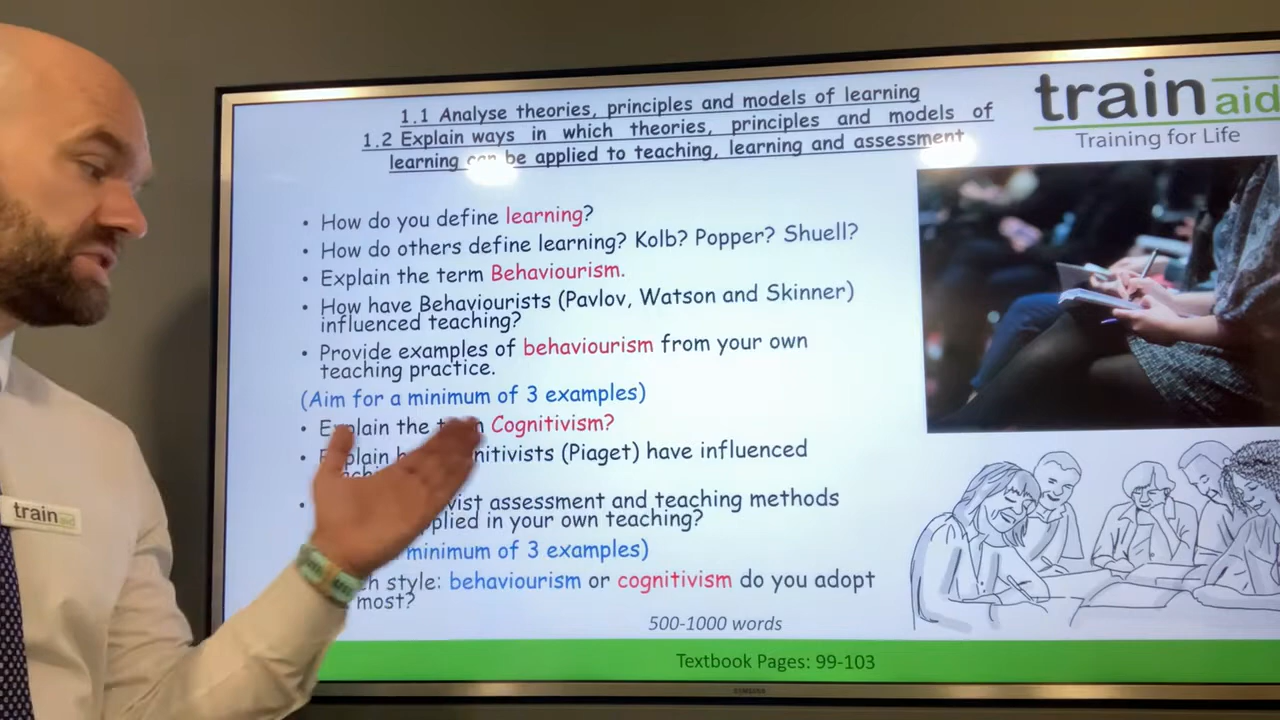 1.1 Analyse theories, principles and models of learning
1.2 Explain ways in which theories, principles and models of
learning can be applied to teaching, learning and assessment
train aid
Training for Life
• How do you define learning?
• How do others define learning? Kolb? Popper? Shuell?
• Explain the term Behaviourism.
• How have Behaviourists (Pavlov, Watson and Skinner)
influenced teaching?
• Provide examples of behaviourism from your own
teaching practice.
(Aim for a minimum of 3 examples)
• Explain the Cognitivism?
• (Piaget) have influenced
• assessment and teaching methods
in your own teaching?
minimum of 3 examples)
style: behaviourism or cognitivism do you adopt
most?
500-1000 words
Textbook Pages: 99-103
SAMSUNG
train aid